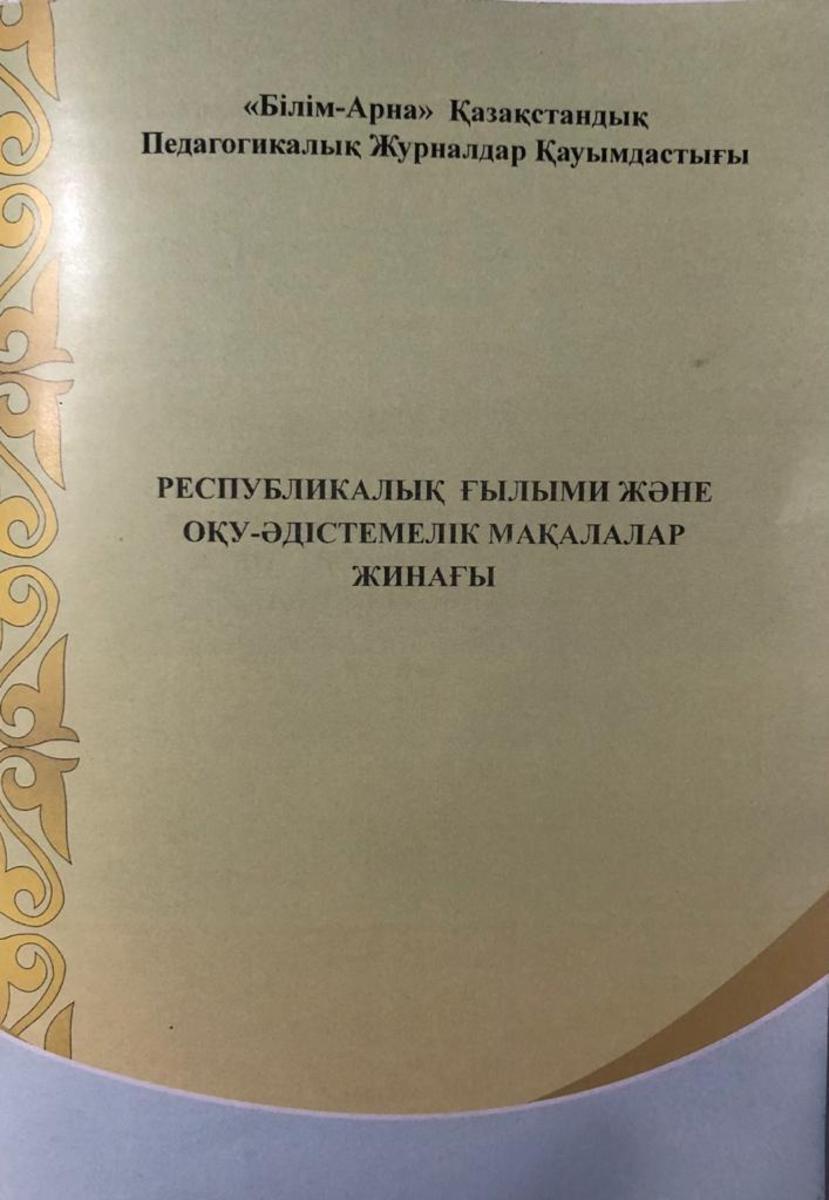 «Білім-Арна» Қазақстандық
Педагогикалық Журналдар Қауымдастығы
РЕСПУБЛИКАЛЫҚ ҒЫЛЫМИ ЖӘНЕ
ОҚУ-ӘДІСТЕМЕЛІК МАҚАЛАЛАР
ЖИНАҒЫ